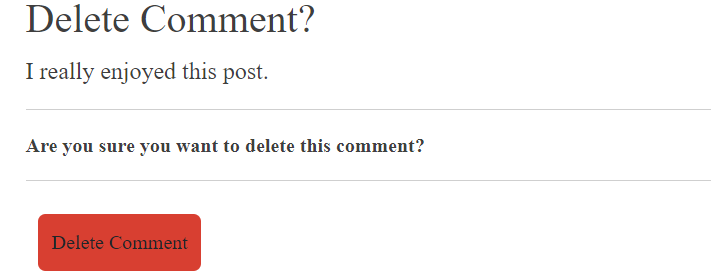 Delete Comment?
I really enjoyed this post.
Are you sure you want to delete this comment?
Delete Comment